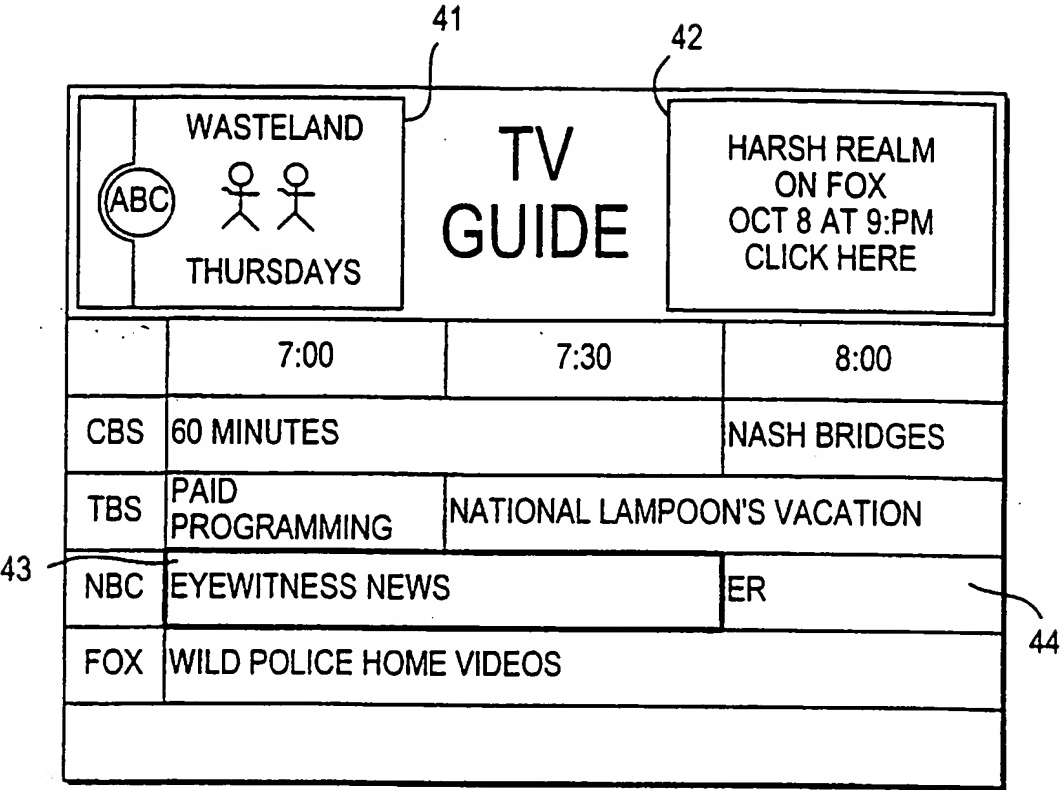 41
42
WASTELAND
ABC
THURSDAYS
TV
GUIDE
HARSH REALM
ON FOX
OCT 8 AT 9:PM
CLICK HERE
7:00 7:30 8:00
CBS 60 MINUTES NASH BRIDGES
TBS PAID
PROGRAMMING NATIONAL LAMPOON'S VACATION
43 NBC EYEWITNESS NEWS ER
44
FOX WILD POLICE HOME VIDEOS